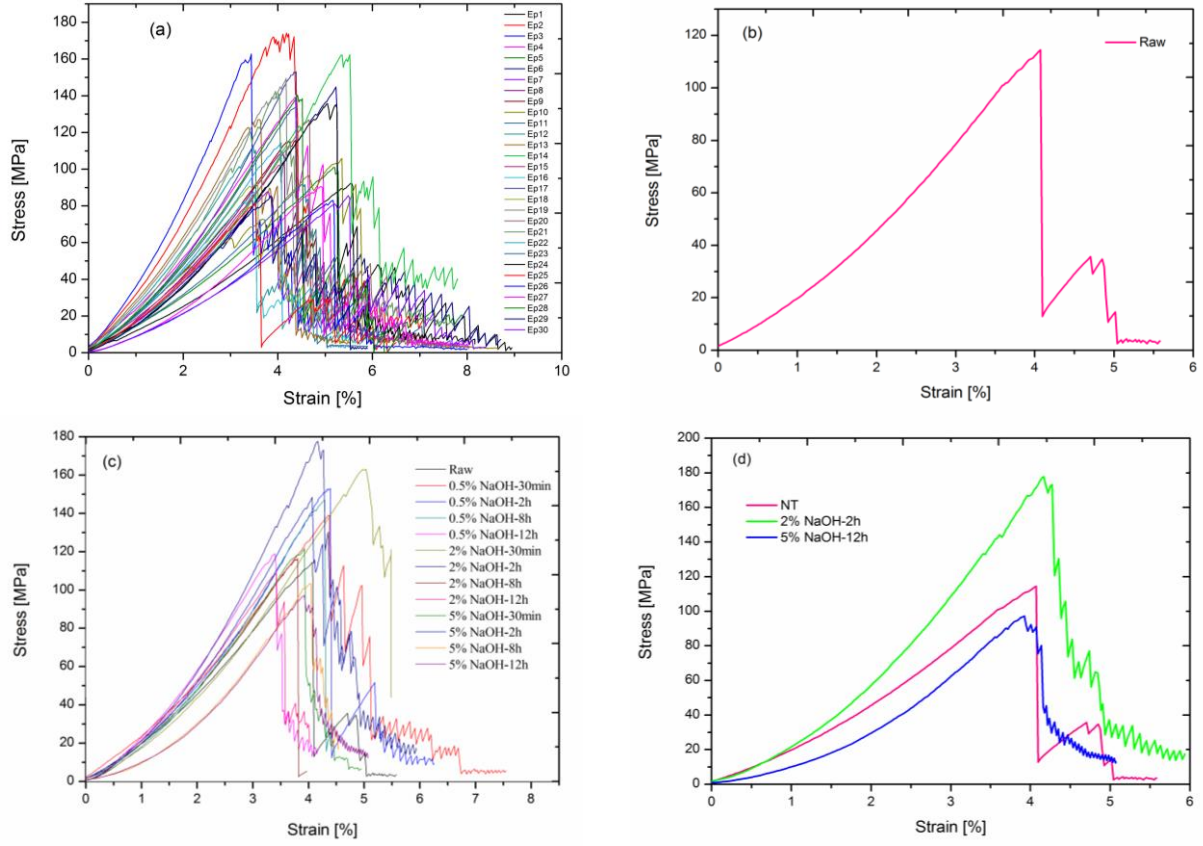 (a)
Stress [MPa]
180
160
140
120
100
80
60
40
20
0
0 2 4 6 8 10
Strain [%]
Ep1
Ep2
Ep3
Ep4
Ep5
Ep6
Ep7
Ep8
Ep9
Ep10
Ep11
Ep12
Ep13
Ep14
Ep15
Ep16
Ep17
Ep18
Ep19
Ep20
Ep21
Ep22
Ep23
Ep24
Ep25
Ep26
Ep27
Ep28
Ep29
Ep30
(b)
Raw
Stress [MPa]
120
100
80
60
40
20
0
0 1 2 3 4 5 6
Strain [%]
(c)
Stress [MPa]
180
160
140
120
100
80
60
40
20
0
0 1 2 3 4 5 6 7 8
Strain [%]
Raw
0.5% NaOH-30min
0.5% NaOH-2h
0.5% NaOH-8h
0.5% NaOH-12h
2% NaOH-30min
2% NaOH-2h
2% NaOH-8h
2% NaOH-12h
5% NaOH-30min
5% NaOH-2h
5% NaOH-8h
5% NaOH-12h
(d)
NT
2% NaOH-2h
5% NaOH-12h
Stress [MPa]
200
180
160
140
120
100
80
60
40
20
0
0 1 2 3 4 5 6
Strain [%]